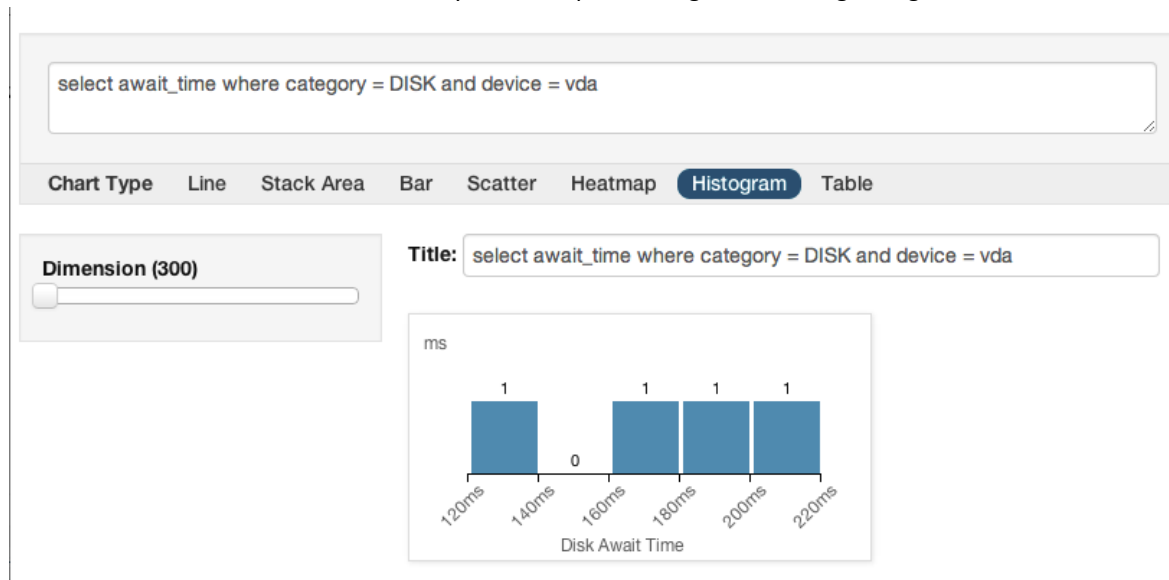 select await_time where category = DISK and device = vda
Chart Type Line Stack Area Bar Scatter Heatmap Histogram Table
Dimension (300)
Title: select await_time where category = DISK and device = vda
ms
1 0 1 1 1
120ms 140ms 160ms 180ms 200ms 220ms
Disk Await Time